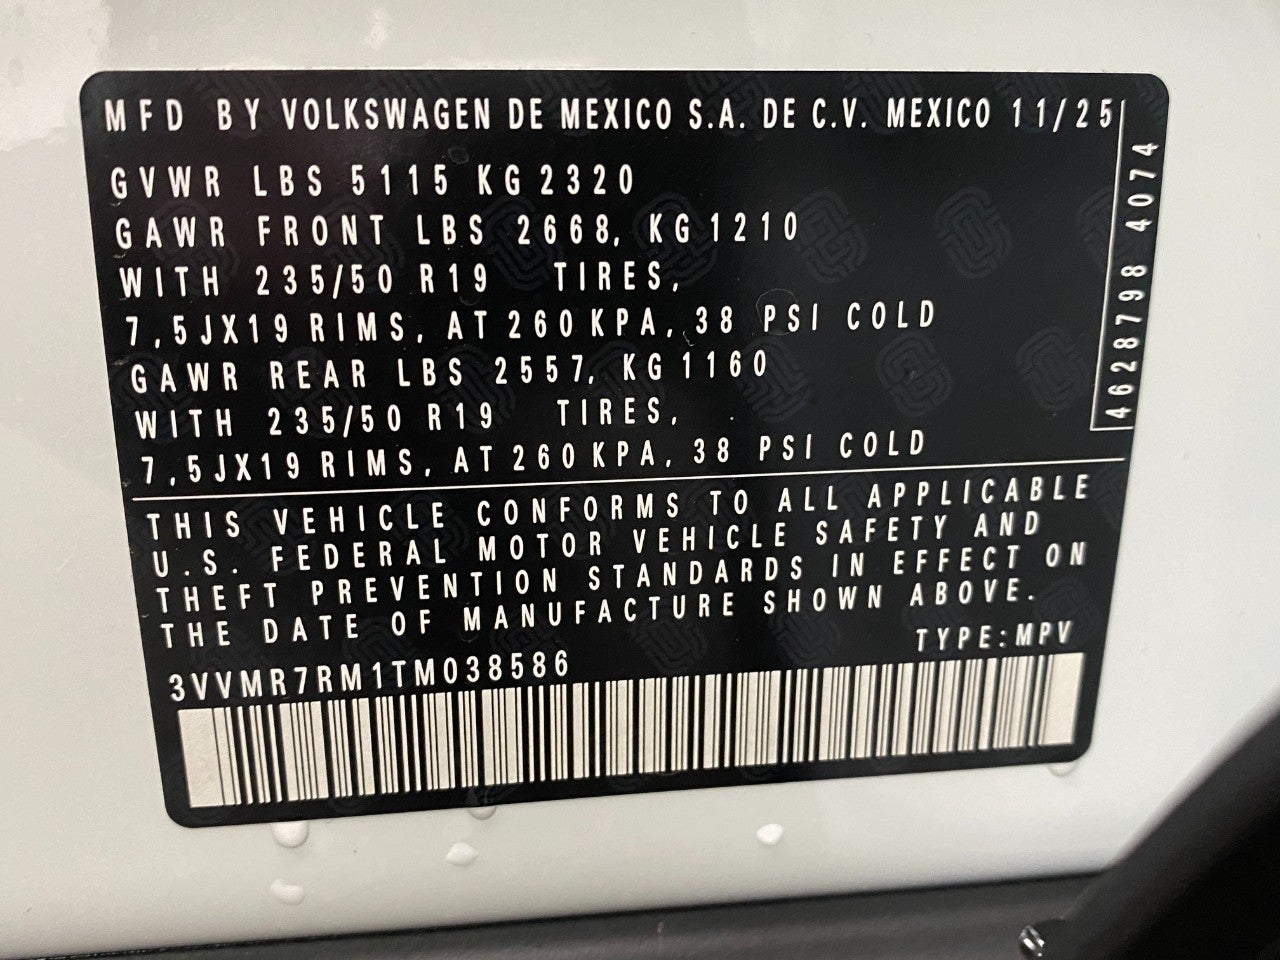 MFD BY VOLKSWAGEN DE MEXICO S.A. DE C.V. MEXICO 11/25
GVWR LBS 5115 KG 2320
GAWR FRONT LBS 2668, KG 1210
WITH 235/50 R19 TIRES,
7,5JX19 RIMS, AT 260 KPA, 38 PSI COLD
GAWR REAR LBS 2557, KG 1160
WITH 235/50 R19 TIRES,
7,5JX19 RIMS, AT 260 KPA, 38 PSI COLD
4628798 4074
THIS VEHICLE CONFORMS TO ALL APPLICABLE
U.S. FEDERAL MOTOR VEHICLE SAFETY AND
THEFT PREVENTION STANDARDS IN EFFECT ON
THE DATE OF MANUFACTURE SHOWN ABOVE.
TYPE:MPV
3VVMR7RM1TM038586